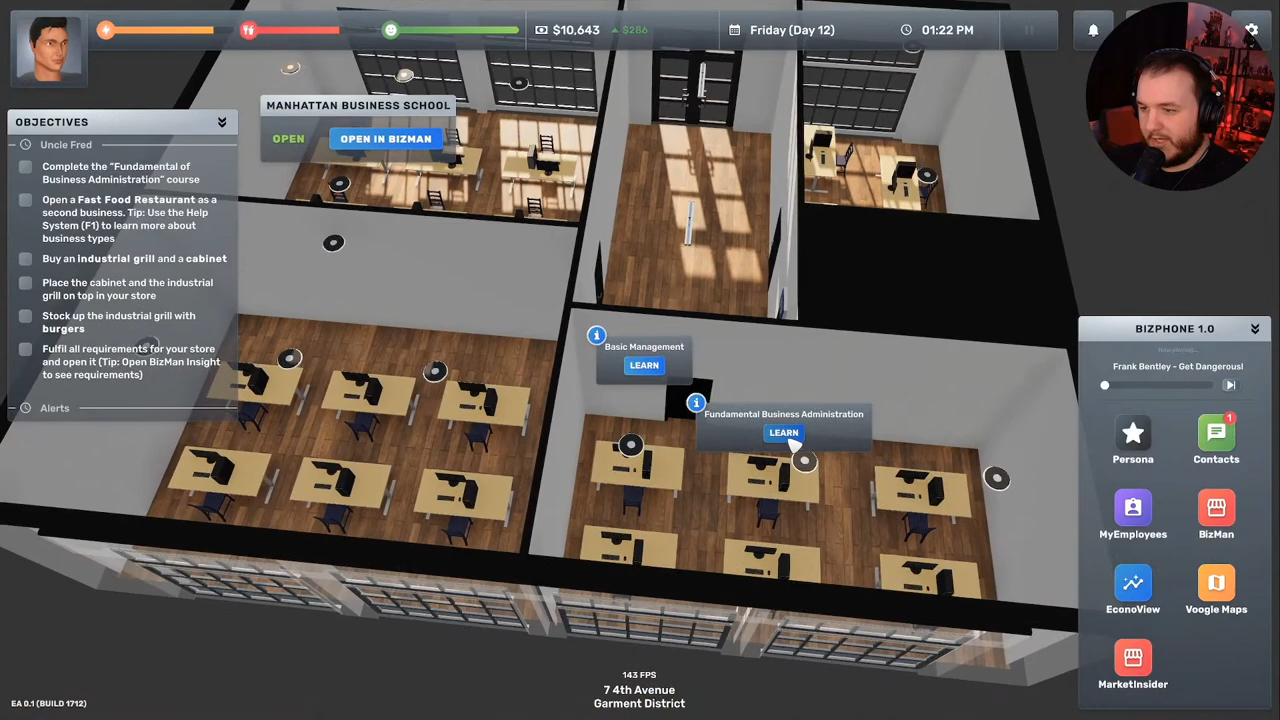 $10,643
$286
Friday (Day 12)
01:22 PM
OBJECTIVES
Uncle Fred
Complete the "Fundamental of
Business Administration" course
Open a Fast Food Restaurant as a
second business. Tip: Use the Help
System (F1) to learn more about
business types
Buy an industrial grill and a cabinet
Place the cabinet and the industrial
grill on top in your store
Stock up the industrial grill with
burgers
Fulfil all requirements for your store
and open it (Tip: Open BizMan Insight
to see requirements)
Alerts
MANHATTAN BUSINESS SCHOOL
OPEN
OPEN IN BIZMAN
Basic Management
LEARN
Fundamental Business Administration
LEARN
BIZPHONE 1.0
Now playing...
Frank Bentley - Get Dangerous!
Persona
1
Contacts
MyEmployees
BizMan
EconoView
Voogle Maps
MarketInsider
143 FPS
7 4th Avenue
Garment District
EA 0.1 (BUILD 1712)